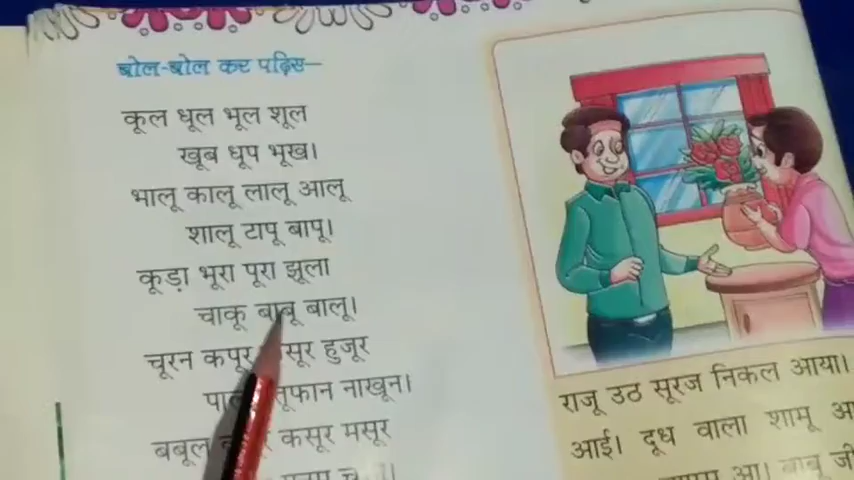 बोल-बोल कर पढ़िए—
कूल धूल भूल शूल
खूब धूप भूख।
भालू कालू लालू आलू
शालू टापू बापू।
कूड़ा भूरा पूरा झूला
चाकू बाबू बालू।
चूरन कपूर सूर हुजूर
तूफान नाखून।
बबूल कसूर मसूर
राजू उठ सूरज निकल आया।
आई। दूध वाला शामू
आ। बाबू जी